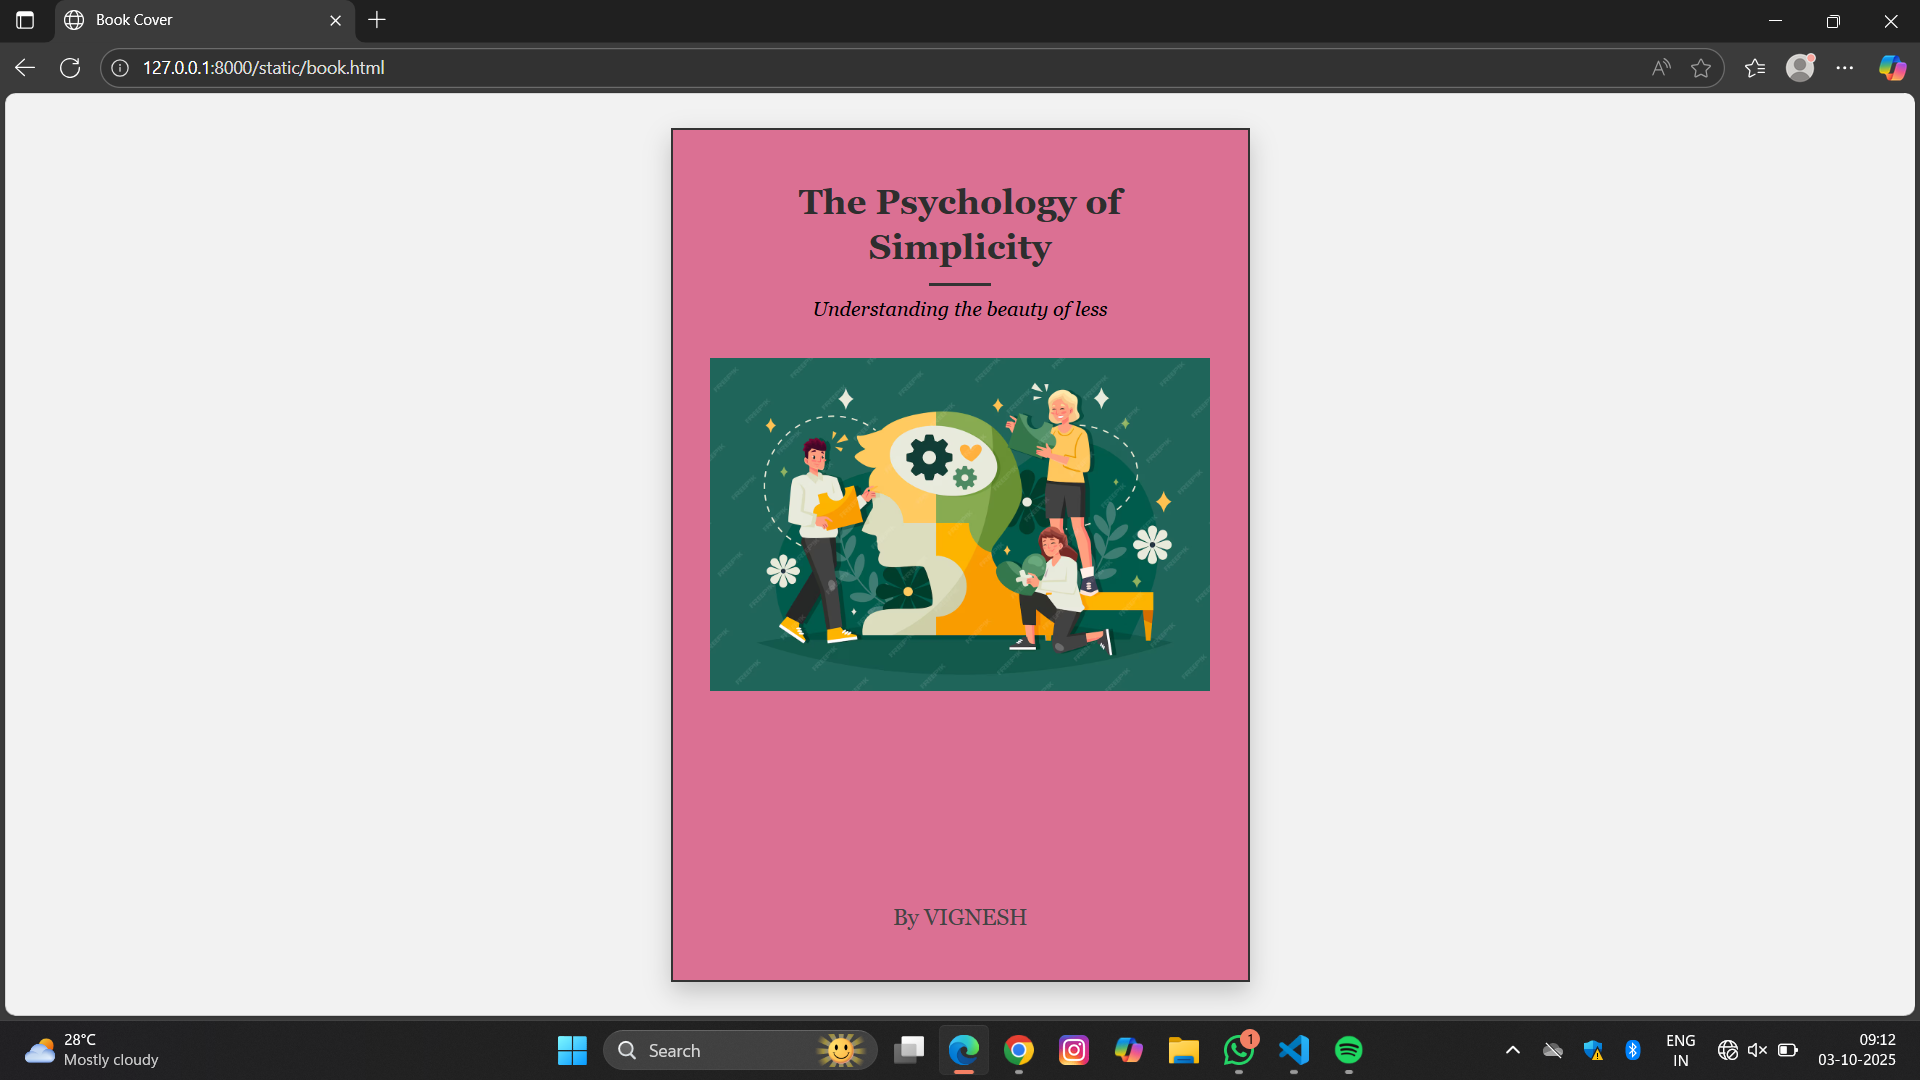 Book Cover
127.0.0.1:8000/static/book.html
The Psychology of
Simplicity
Understanding the beauty of less
By VIGNESH
28°C
Mostly cloudy
Search
1
ENG
IN
09:12
03-10-2025